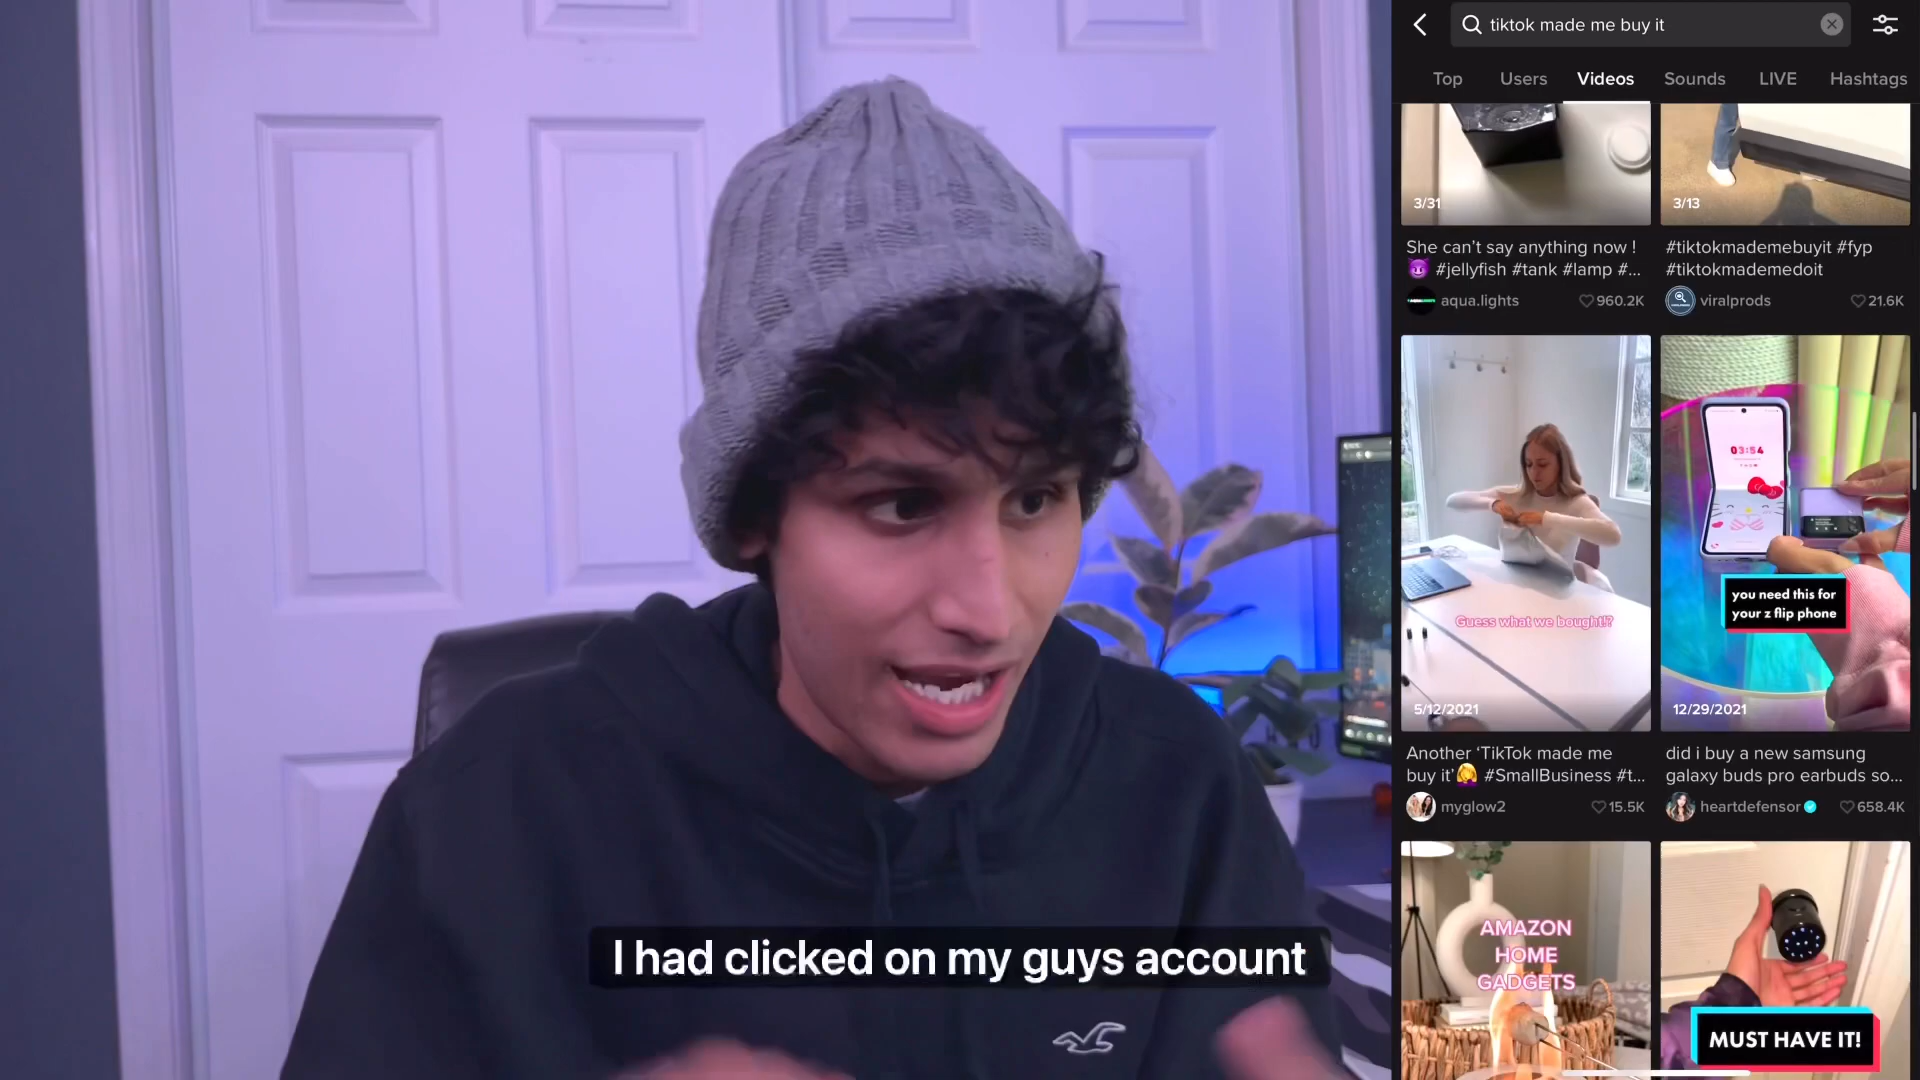 tiktok made me buy it
Top Users Videos Sounds LIVE Hashtags
3/31
3/13
She can't say anything now !
😈 #jellyfish #tank #lamp #...
aqua.lights 960.2K
#tiktokmademebuyit #fyp
#tiktokmademedoit
viralprods 21.6K
Guess what we bought!?
5/12/2021
03:54
you need this for
your z flip phone
12/29/2021
Another ‘TikTok made me
buy it’🤦‍♀️ #SmallBusiness #t...
myglow2 15.5K
did i buy a new samsung
galaxy buds pro earbuds so...
heartdefensor 658.4K
AMAZON
HOME
GADGETS
MUST HAVE IT!
I had clicked on my guys account